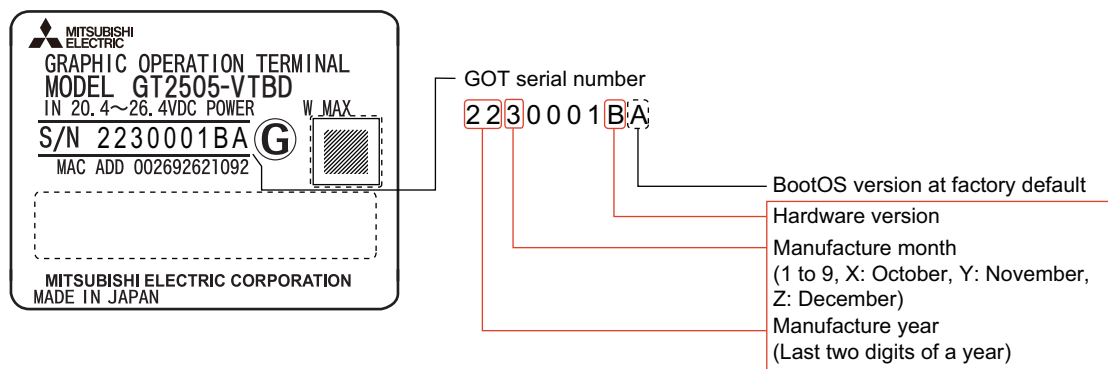 MITSUBISHI
ELECTRIC
GRAPHIC OPERATION TERMINAL
MODEL GT2505-VTBD
IN 20.4～26.4VDC POWER W MAX
S/N 2230001BA G
MAC ADD 002692621092
MITSUBISHI ELECTRIC CORPORATION
MADE IN JAPAN
GOT serial number
2230001BA
BootOS version at factory default
Hardware version
Manufacture month
(1 to 9, X: October, Y: November,
Z: December)
Manufacture year
(Last two digits of a year)